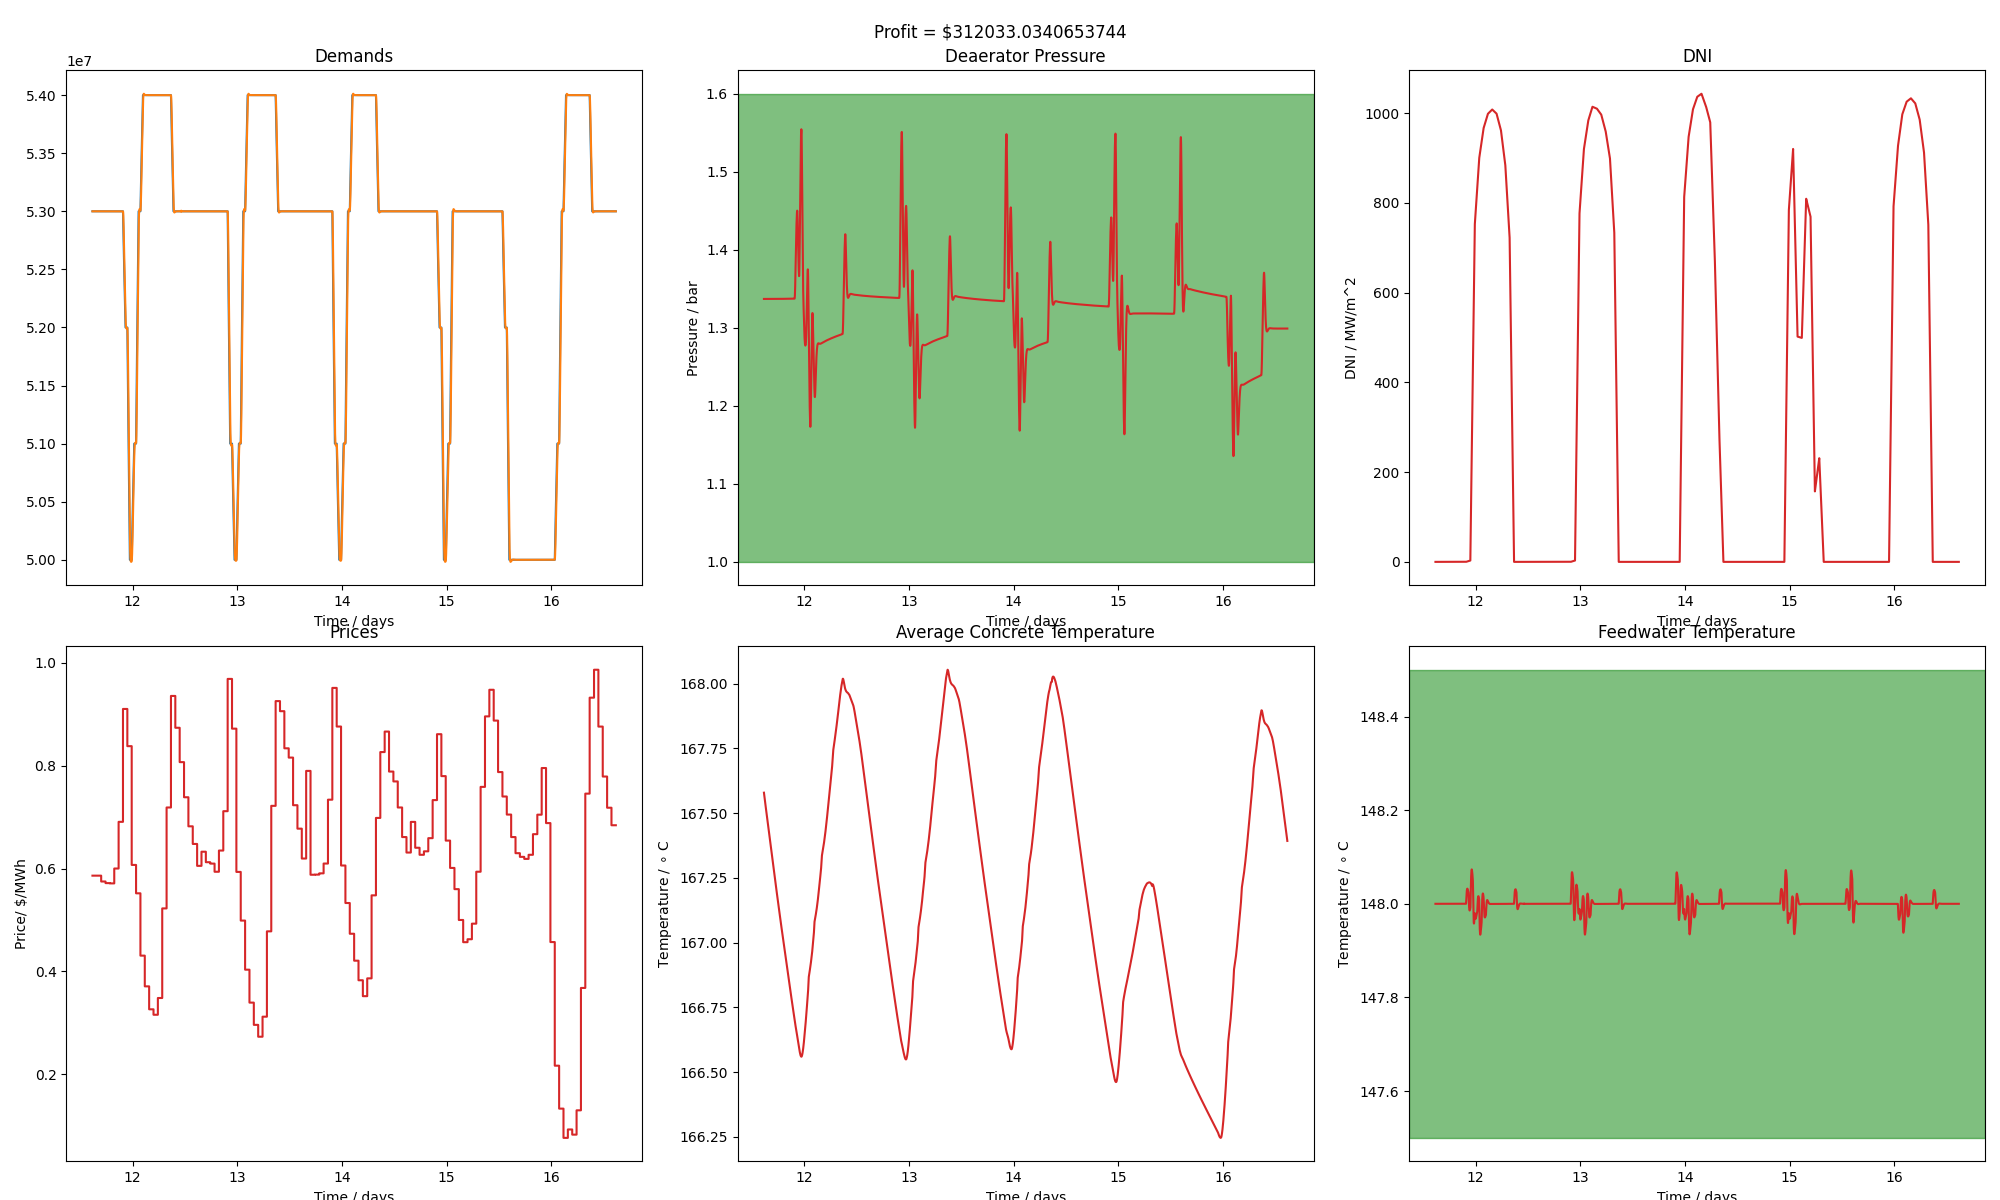 Profit = $312033.0340653744
Demands
1e7
5.40
5.35
5.30
5.25
5.20
5.15
5.10
5.05
5.00
12 13 14 15 16
Time / days
Deaerator Pressure
Pressure / bar
1.6
1.5
1.4
1.3
1.2
1.1
1.0
12 13 14 15 16
Time / days
DNI
DNI / MW/m^2
1000
800
600
400
200
0
12 13 14 15 16
Time / days
Prices
Price/ $/MWh
1.0
0.8
0.6
0.4
0.2
12 13 14 15 16
Time / days
Average Concrete Temperature
Temperature / ∘ C
168.00
167.75
167.50
167.25
167.00
166.75
166.50
166.25
12 13 14 15 16
Time / days
Feedwater Temperature
Temperature / ∘ C
148.4
148.2
148.0
147.8
147.6
12 13 14 15 16
Time / days